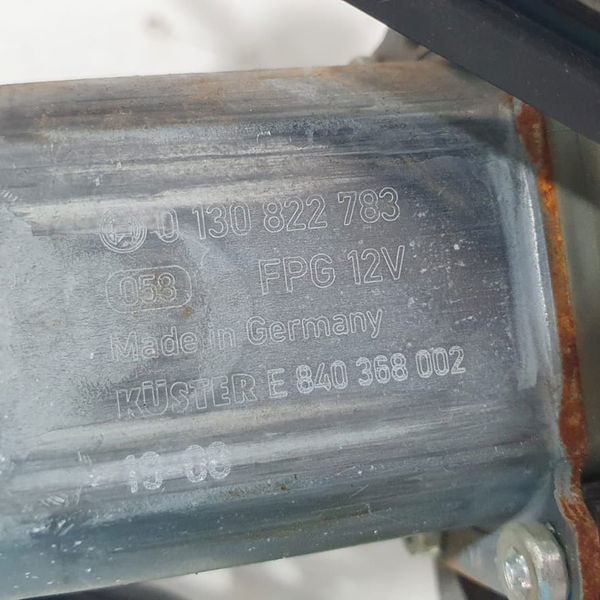 0 130 822 783
058 FPG 12V
Made in Germany
KÜSTER E 840 368 002